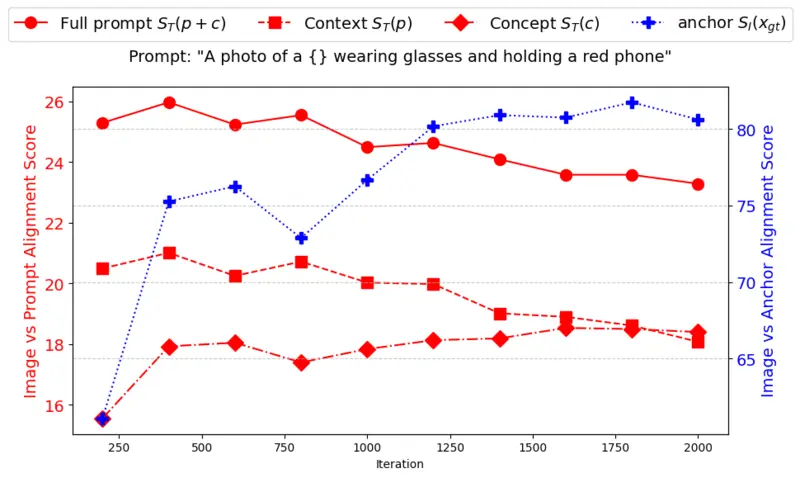 Full prompt S_T(p + c) Context S_T(p) Concept S_T(c) anchor S_I(x_gt)
Prompt: "A photo of a {} wearing glasses and holding a red phone"
Image vs Prompt Alignment Score
26
24
22
20
18
16
80
75
70
65
Image vs Anchor Alignment Score
250 500 750 1000 1250 1500 1750 2000
Iteration